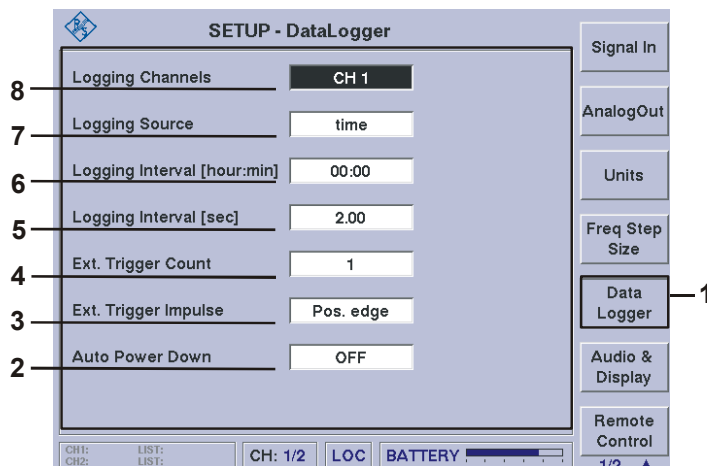 R S
SETUP - DataLogger
Signal In
8 Logging Channels CH 1
AnalogOut
7 Logging Source time
6 Logging Interval [hour:min] 00:00
Units
5 Logging Interval [sec] 2.00
Freq Step
Size
4 Ext. Trigger Count 1
Data
Logger
1
3 Ext. Trigger Impulse Pos. edge
2 Auto Power Down OFF
Audio &
Display
Remote
Control
CH1: LIST:
CH2: LIST:
CH: 1/2 LOC BATTERY
1/2